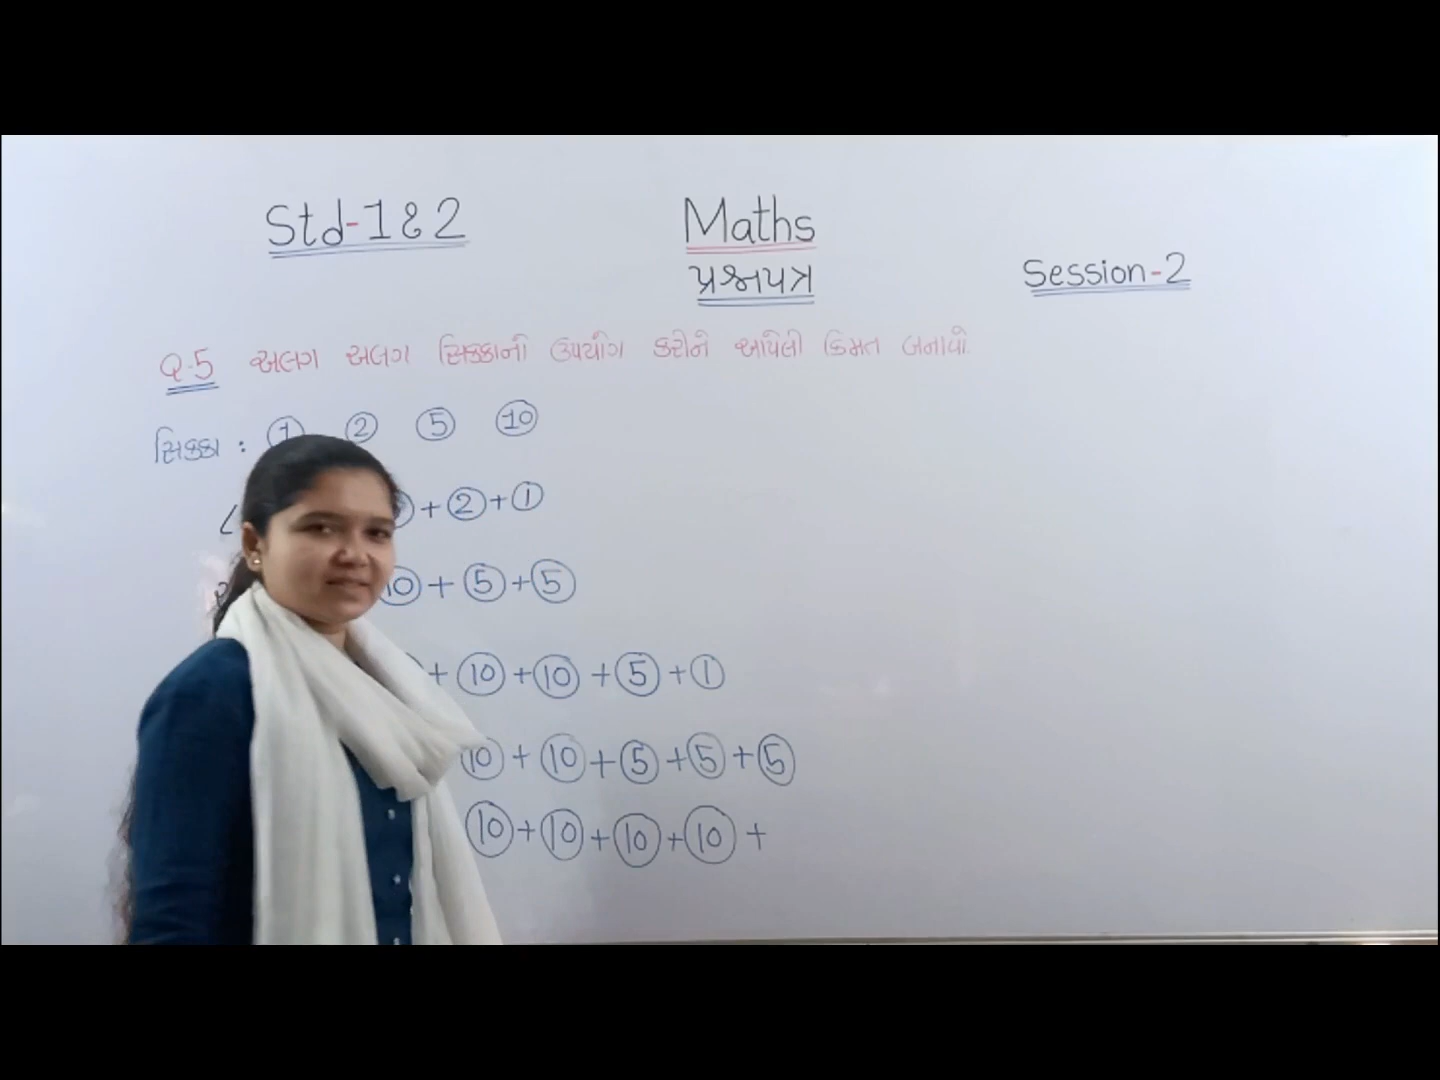 Std-1&2
Maths
પ્રશ્નપત્ર
Session-2
Q-5 અલગ અલગ સિક્કાનો ઉપયોગ કરીને આપેલી કિંમત બનાવો.
સિક્કા : 1 2 5 10
+ 2 + 1
10 + 5 + 5
+ 10 + 10 + 5 + 1
10 + 10 + 5 + 5 + 5
10 + 10 + 10 + 10 +